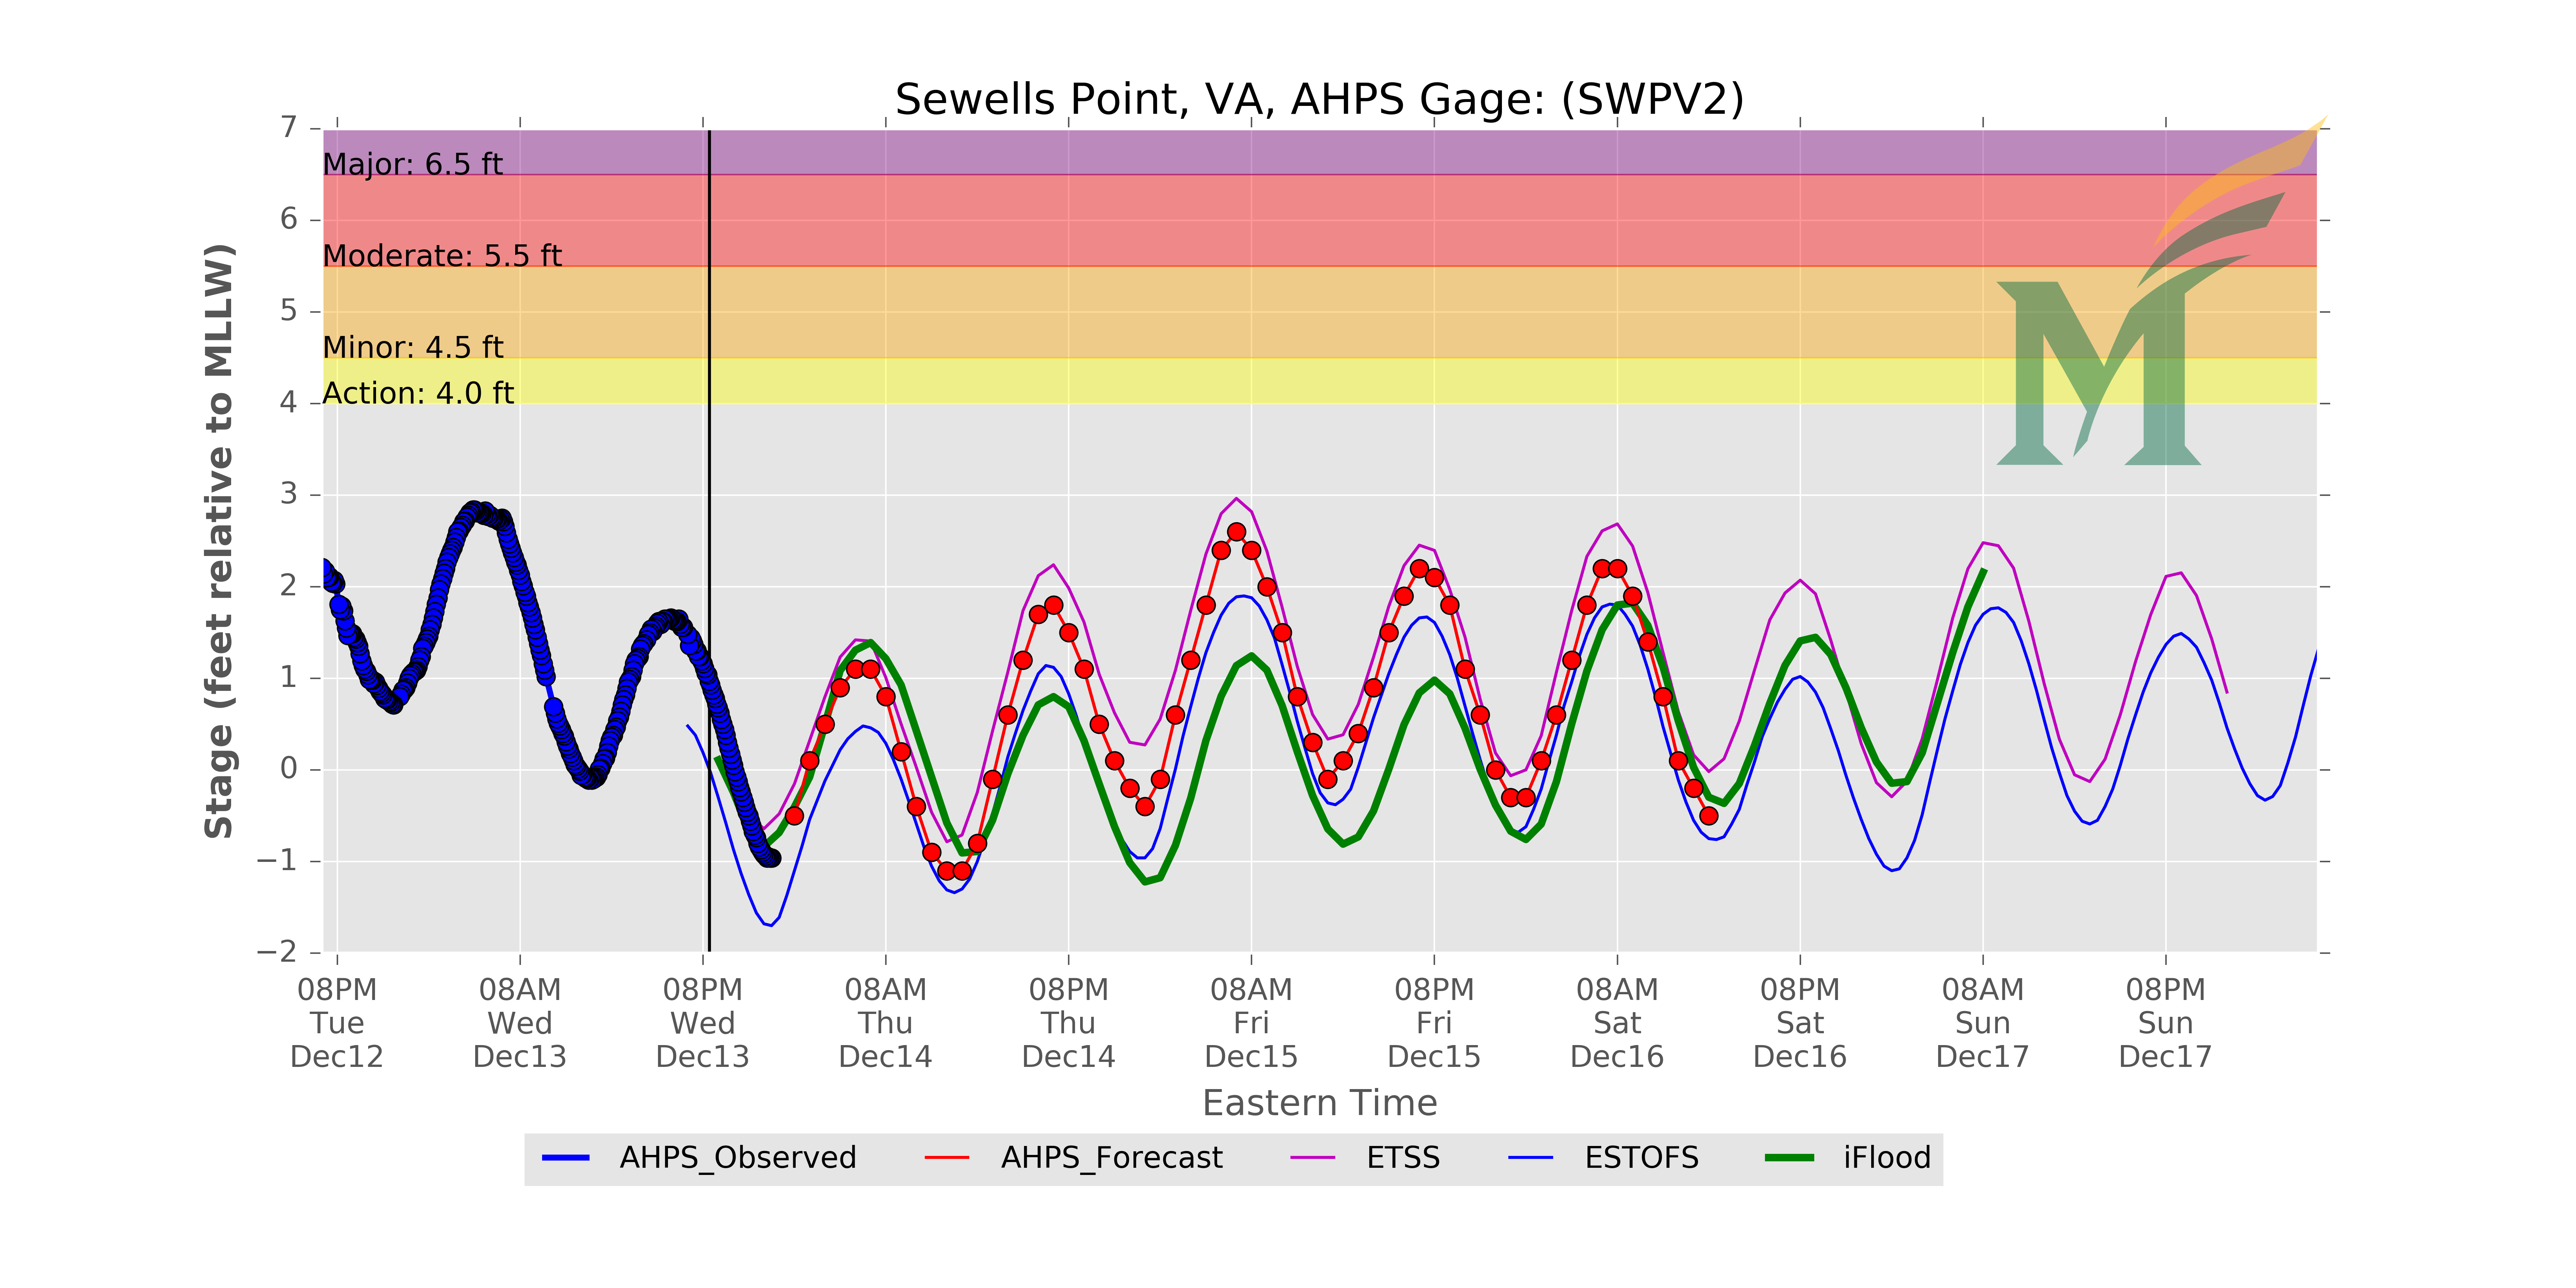 Sewells Point, VA, AHPS Gage: (SWPV2)
Stage (feet relative to MLLW)
7
6
5
4
3
2
1
0
−1
−2
Major: 6.5 ft
Moderate: 5.5 ft
Minor: 4.5 ft
Action: 4.0 ft
M
08PM 08AM 08PM 08AM 08PM 08AM 08PM 08AM 08PM 08AM 08PM
Tue Wed Wed Thu Thu Fri Fri Sat Sat Sun Sun
Dec12 Dec13 Dec13 Dec14 Dec14 Dec15 Dec15 Dec16 Dec16 Dec17 Dec17
Eastern Time
AHPS_Observed AHPS_Forecast ETSS ESTOFS iFlood